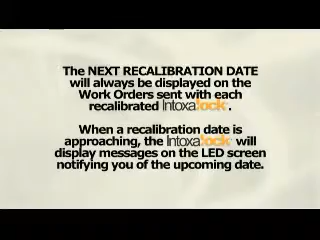 The NEXT RECALIBRATION DATE
will always be displayed on the
Work Orders sent with each
recalibrated Intoxalock.
When a recalibration date is
approaching, the Intoxalock will
display messages on the LED screen
notifying you of the upcoming date.